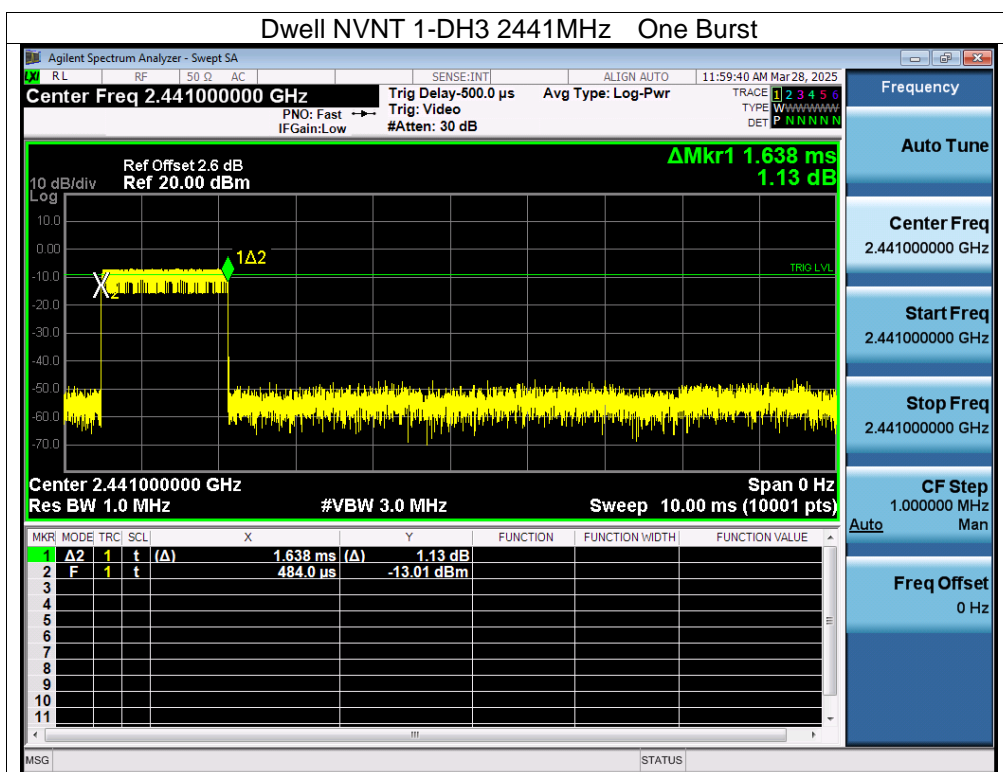 Dwell NVNT 1-DH3 2441MHz One Burst
Agilent Spectrum Analyzer - Swept SA
LXI RL RF 50 Ω AC SENSE:INT ALIGN AUTO 11:59:40 AM Mar 28, 2025
Center Freq 2.441000000 GHz Trig Delay-500.0 µs Avg Type: Log-Pwr TRACE 1 2 3 4 5 6
PNO: Fast Trig: Video TYPE WWWWWW
IFGain:Low #Atten: 30 dB DET P N N N N N
ΔMkr1 1.638 ms
1.13 dB
Ref Offset 2.6 dB
10 dB/div Ref 20.00 dBm
Log
10.0
0.00
-10.0
-20.0
-30.0
-40.0
-50.0
-60.0
-70.0
1Δ2
X2
TRIG LVL
Center 2.441000000 GHz Span 0 Hz
Res BW 1.0 MHz #VBW 3.0 MHz Sweep 10.00 ms (10001 pts)
MKR MODE TRC SCL X Y FUNCTION FUNCTION WIDTH FUNCTION VALUE
1 Δ2 1 t (Δ) 1.638 ms (Δ) 1.13 dB
2 F 1 t 484.0 µs -13.01 dBm
3
4
5
6
7
8
9
10
11
MSG STATUS
Frequency
Auto Tune
Center Freq
2.441000000 GHz
Start Freq
2.441000000 GHz
Stop Freq
2.441000000 GHz
CF Step
1.000000 MHz
Auto Man
Freq Offset
0 Hz